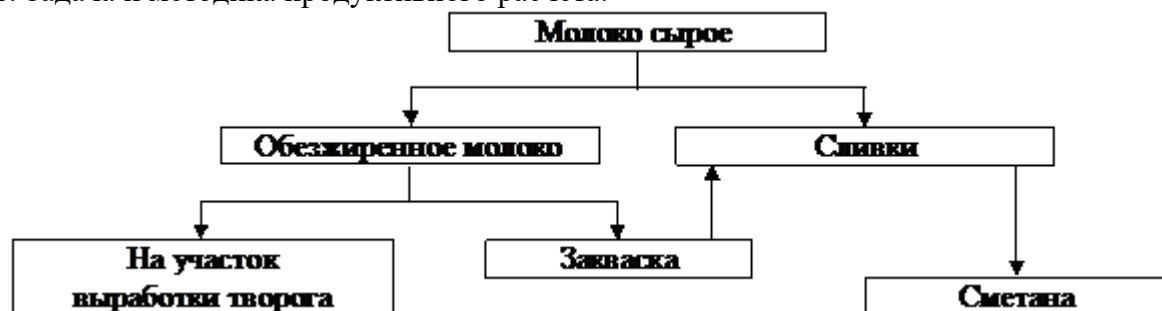 Молоко сырое
Обезжиренное молоко
Сливки
На участок
выработки творога
Закваска
Сметана